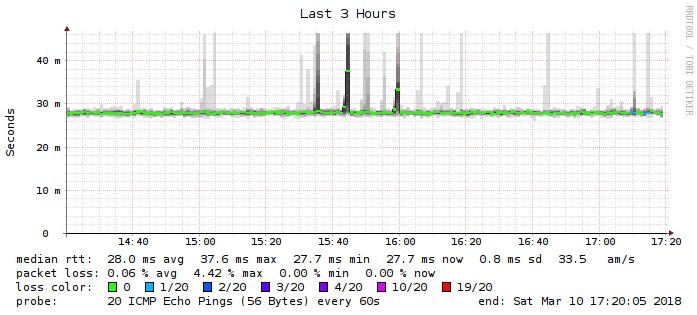 Last 3 Hours
RRDTOOL / TOBI OETIKER
Seconds
40 m
30 m
20 m
10 m
0
14:40 15:00 15:20 15:40 16:00 16:20 16:40 17:00 17:20
median rtt: 28.0 ms avg 37.6 ms max 27.7 ms min 27.7 ms now 0.8 ms sd 33.5 am/s
packet loss: 0.06 % avg 4.42 % max 0.00 % min 0.00 % now
loss color: 0 1/20 2/20 3/20 4/20 10/20 19/20
probe: 20 ICMP Echo Pings (56 Bytes) every 60s end: Sat Mar 10 17:20:05 2018